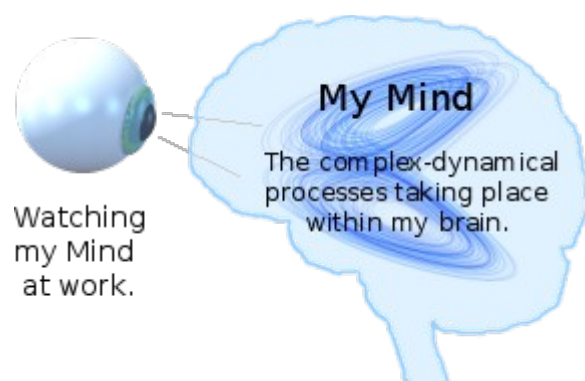 My Mind
The complex-dynamical
processes taking place
within my brain.
Watching
my Mind
at work.